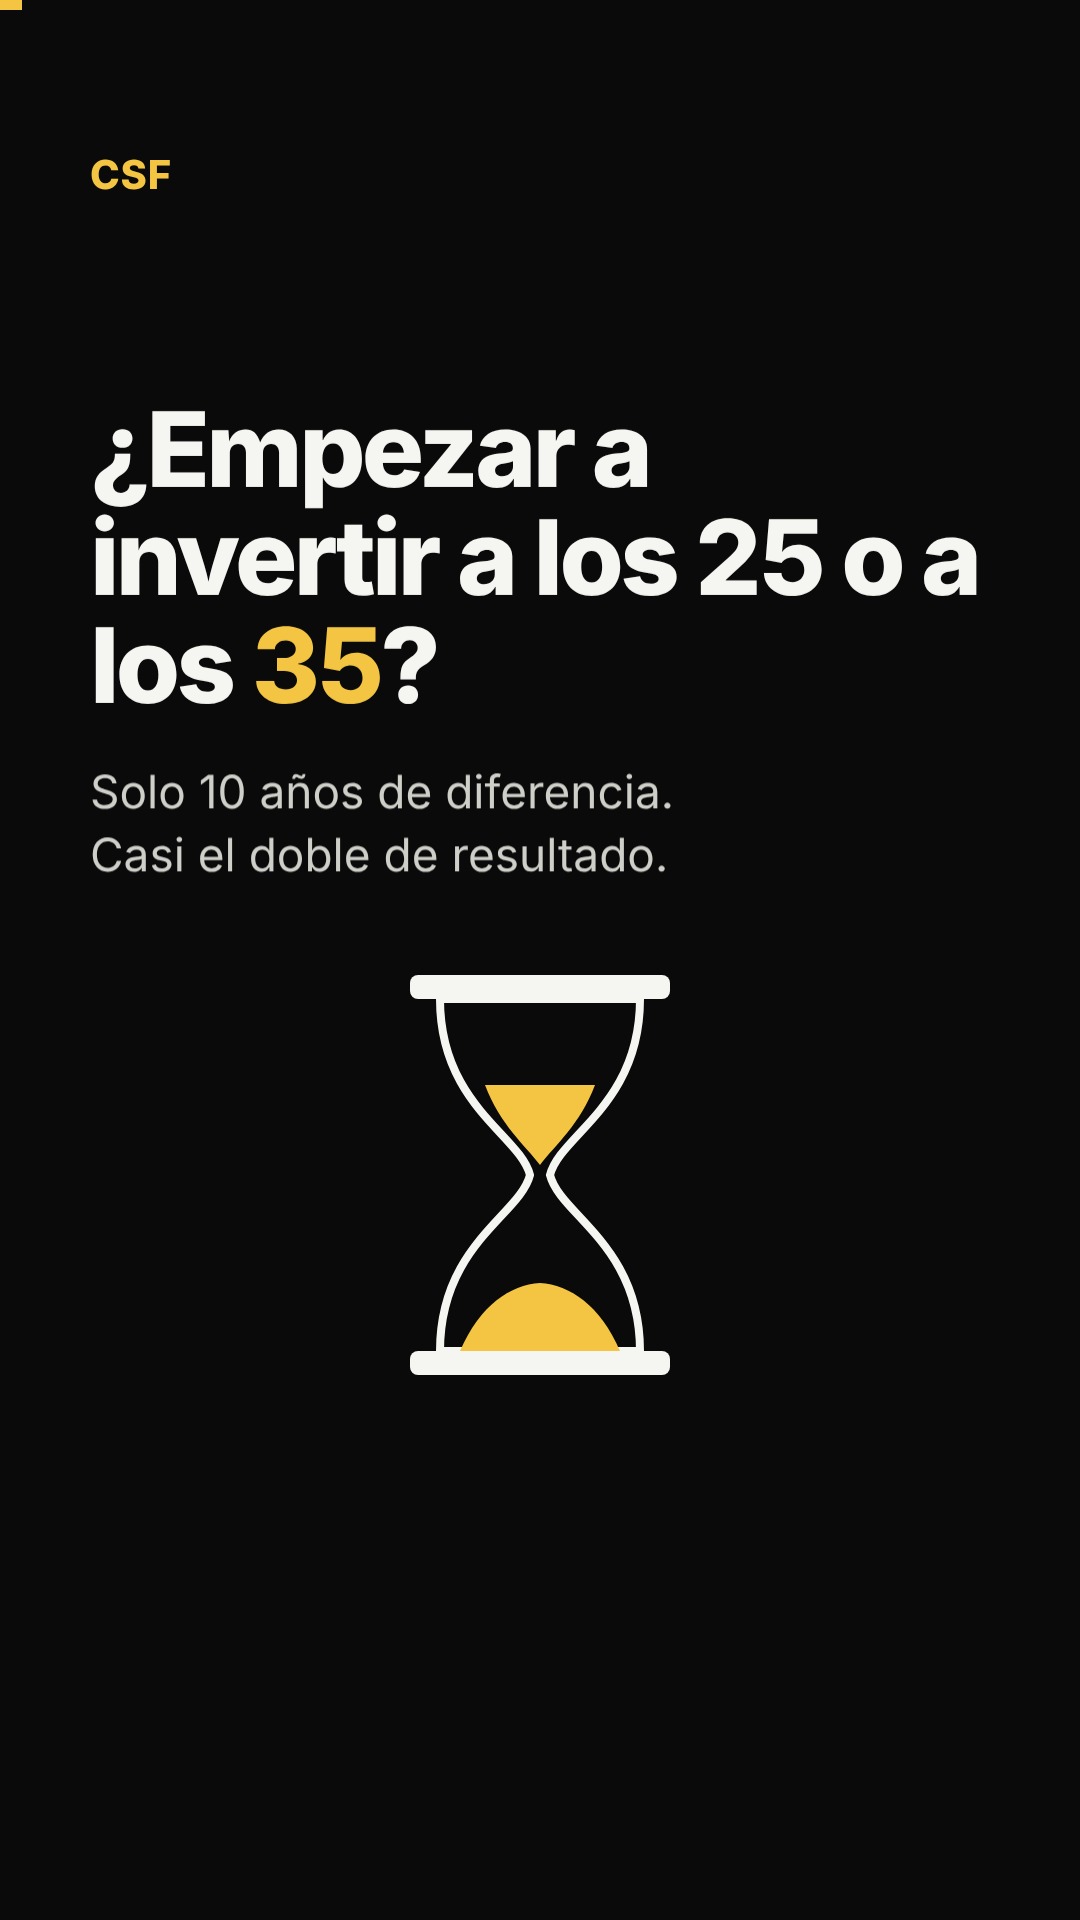 CSF
¿Empezar a
invertir a los 25 o a
los 35?
Solo 10 años de diferencia.
Casi el doble de resultado.